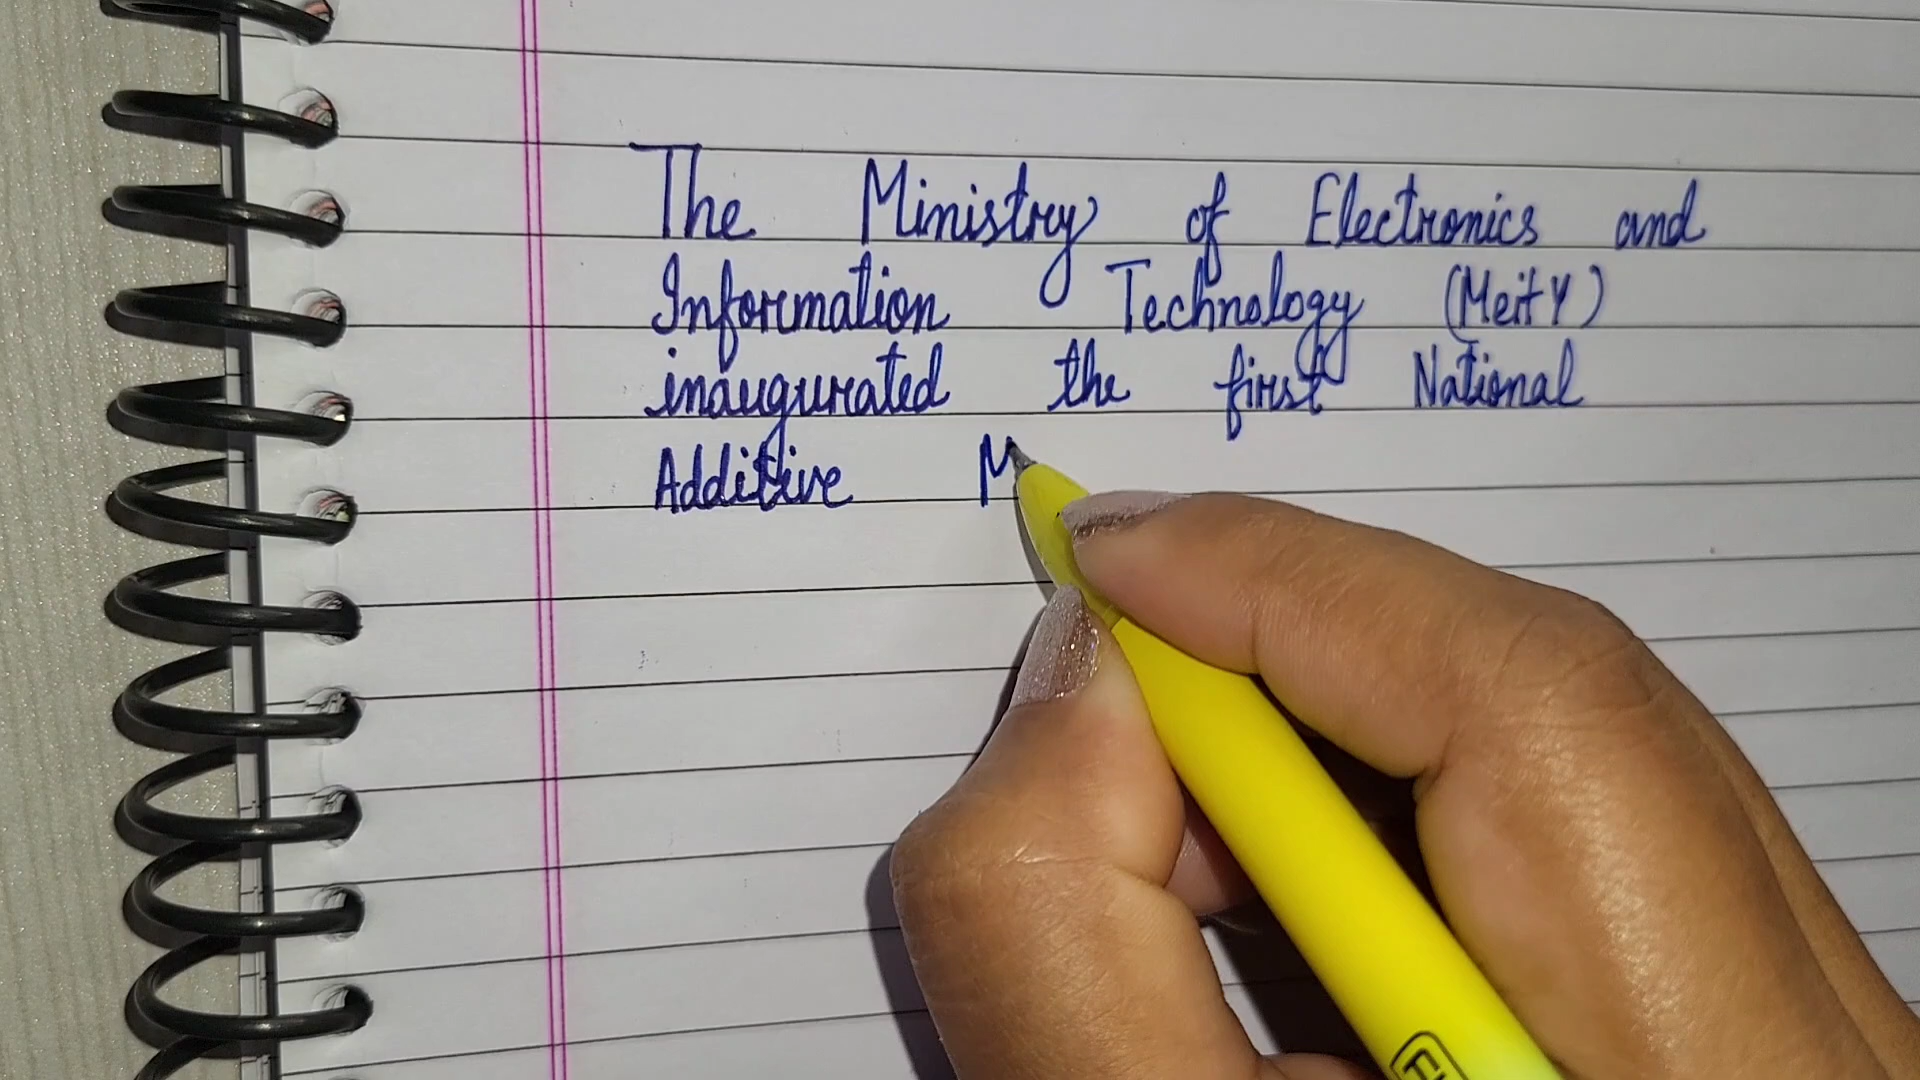 The Ministry of Electronics and
Information Technology (MeitY)
inaugurated the first National
Additive M